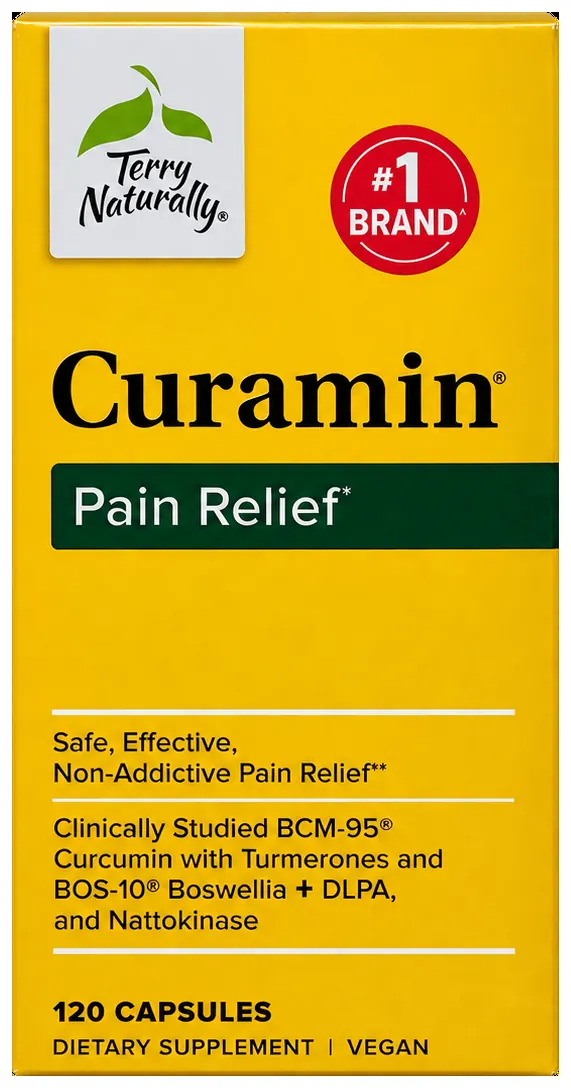 Terry
Naturally®
#1
BRAND^
Curamin®
Pain Relief*
Safe, Effective,
Non-Addictive Pain Relief**
Clinically Studied BCM-95®
Curcumin with Turmerones and
BOS-10® Boswellia + DLPA,
and Nattokinase
120 CAPSULES
DIETARY SUPPLEMENT | VEGAN